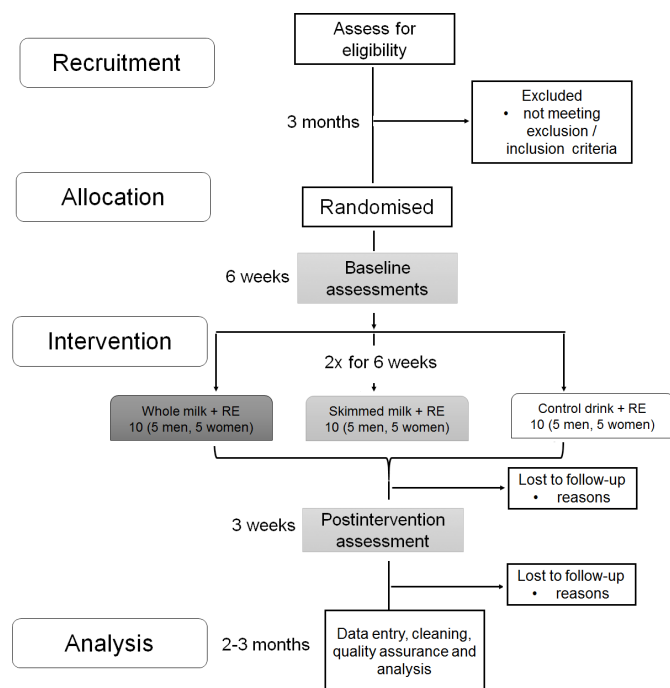 Assess for
eligibility
Recruitment
3 months
Excluded
• not meeting
exclusion /
inclusion criteria
Allocation
Randomised
6 weeks
Baseline
assessments
Intervention
2x for 6 weeks
Whole milk + RE
10 (5 men, 5 women)
Skimmed milk + RE
10 (5 men, 5 women)
Control drink + RE
10 (5 men, 5 women)
Lost to follow-up
• reasons
3 weeks
Postintervention
assessment
Lost to follow-up
• reasons
Analysis
2-3 months
Data entry, cleaning,
quality assurance and
analysis